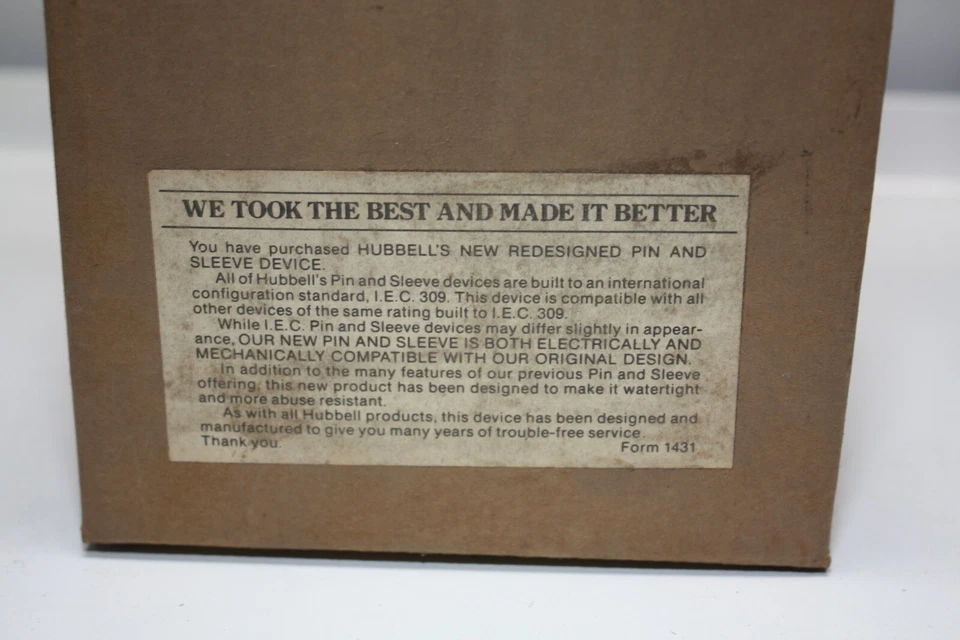 WE TOOK THE BEST AND MADE IT BETTER
You have purchased HUBBELL'S NEW REDESIGNED PIN AND
SLEEVE DEVICE.
All of Hubbell's Pin and Sleeve devices are built to an international
configuration standard, I.E.C. 309. This device is compatible with all
other devices of the same rating built to I.E.C. 309.
While I.E.C. Pin and Sleeve devices may differ slightly in appear-
ance, OUR NEW PIN AND SLEEVE IS BOTH ELECTRICALLY AND
MECHANICALLY COMPATIBLE WITH OUR ORIGINAL DESIGN.
In addition to the many features of our previous Pin and Sleeve
offering, this new product has been designed to make it watertight
and more abuse resistant.
As with all Hubbell products, this device has been designed and
manufactured to give you many years of trouble-free service.
Thank you.
Form 1431